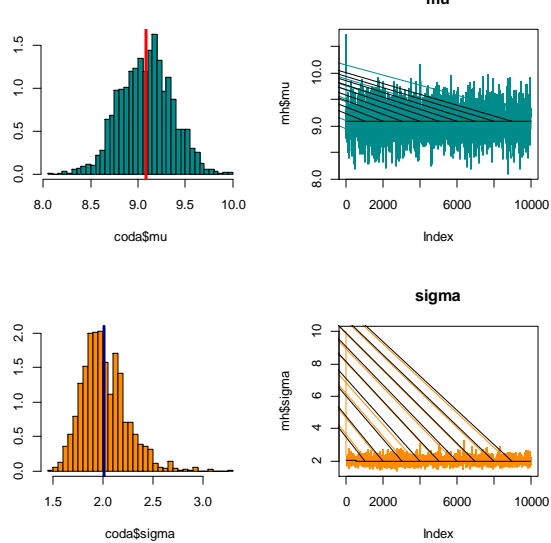 mu
0.0 0.5 1.0 1.5
8.0 8.5 9.0 9.5 10.0
coda$mu
mh$mu
8.0 9.0 10.0
0 2000 6000 10000
Index
sigma
0.0 0.5 1.0 1.5 2.0
1.5 2.0 2.5 3.0
coda$sigma
mh$sigma
2 4 6 8 10
0 2000 6000 10000
Index